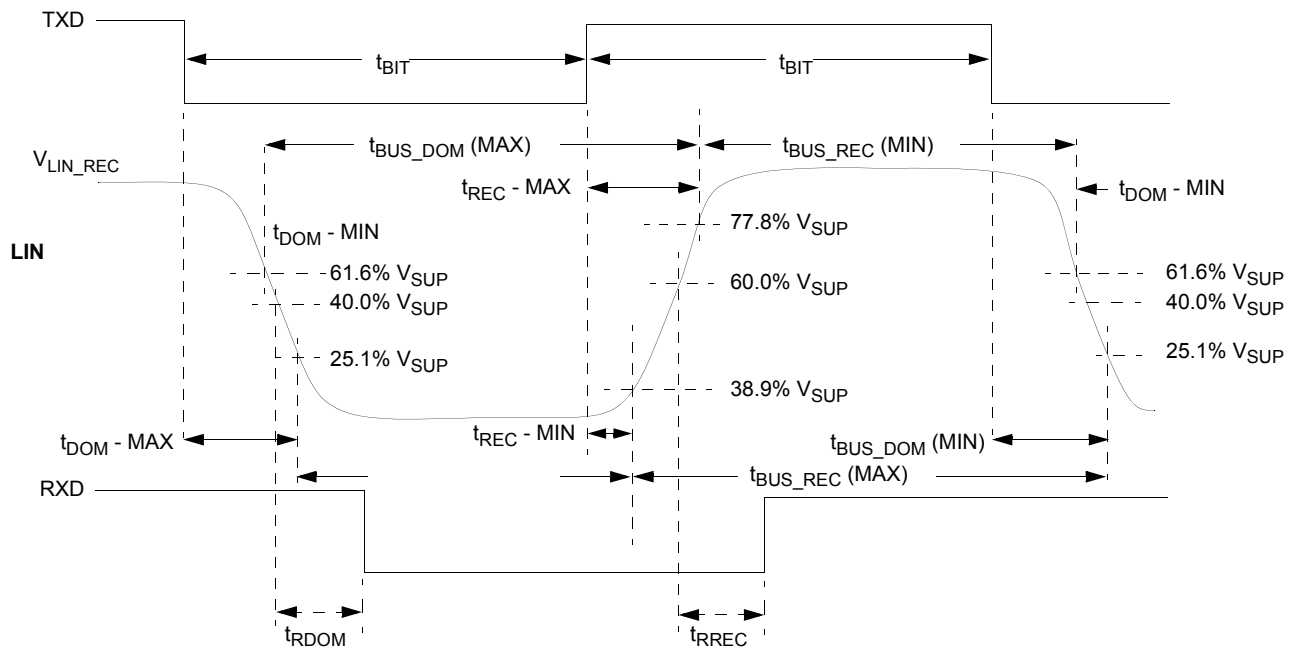 TXD
tBIT
tBIT
tBUS_DOM (MAX)
tBUS_REC (MIN)
VLIN_REC
tREC - MAX
tDOM - MIN
77.8% VSUP
tDOM - MIN
LIN
61.6% VSUP
60.0% VSUP
61.6% VSUP
40.0% VSUP
40.0% VSUP
25.1% VSUP
25.1% VSUP
38.9% VSUP
tDOM - MAX
tREC - MIN
tBUS_DOM (MIN)
tBUS_REC (MAX)
RXD
tRDOM
tRREC